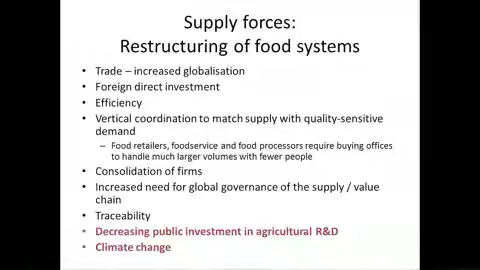 Supply forces:
Restructuring of food systems
• Trade – increased globalisation
• Foreign direct investment
• Efficiency
• Vertical coordination to match supply with quality-sensitive
demand
– Food retailers, foodservice and food processors require buying offices
to handle much larger volumes with fewer people
• Consolidation of firms
• Increased need for global governance of the supply / value
chain
• Traceability
• Decreasing public investment in agricultural R&D
• Climate change